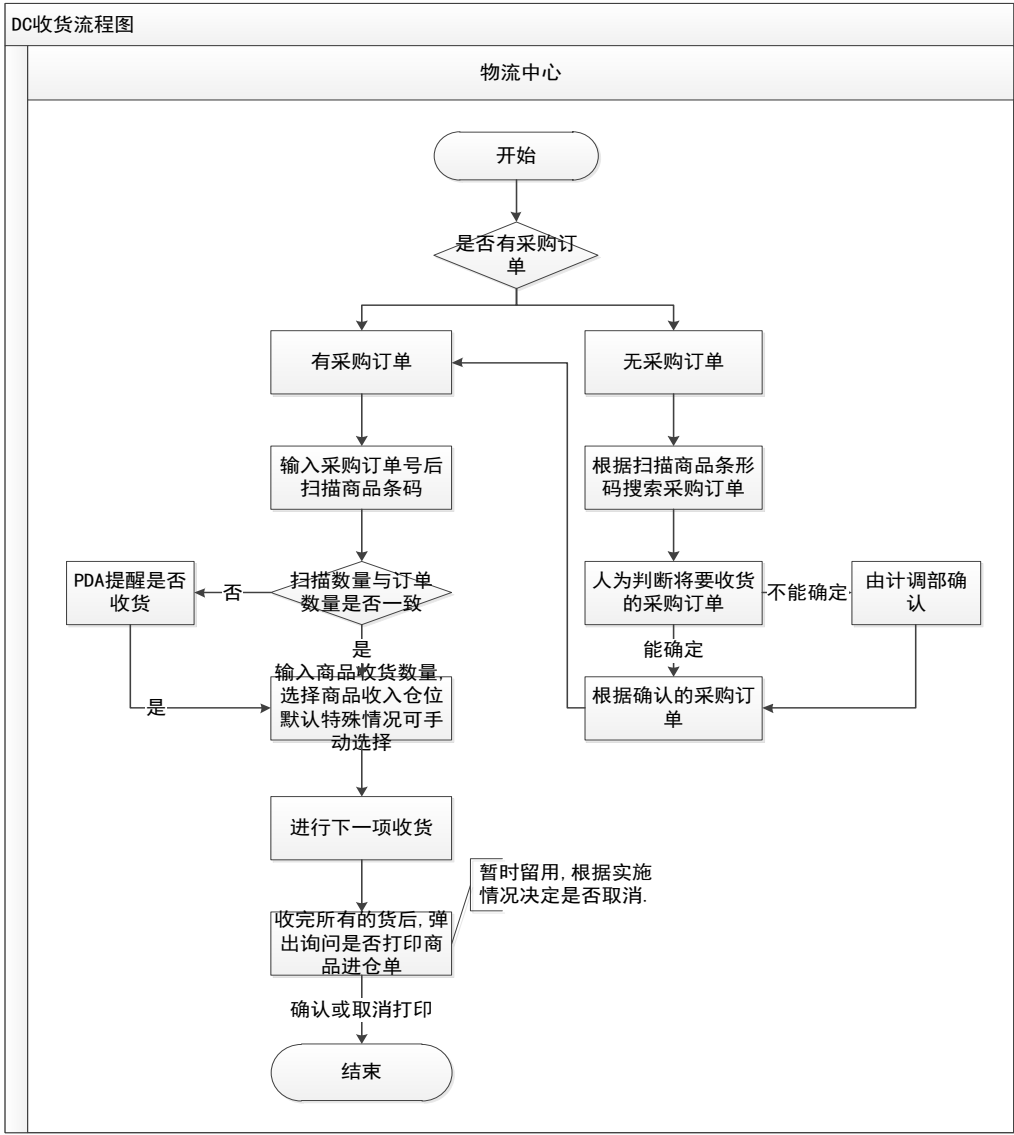 DC收货流程图
物流中心
开始
是否有采购订
单
有采购订单
无采购订单
输入采购订单号后
扫描商品条码
根据扫描商品条形
码搜索采购订单
PDA提醒是否
收货
否
扫描数量与订单
数量是否一致
人为判断将要收货
的采购订单
不能确定
由计调部确
认
是
能确定
是
输入商品收货数量,
选择商品收入仓位
默认特殊情况可手
动选择
根据确认的采购订
单
进行下一项收货
暂时留用,根据实施
情况决定是否取消.
收完所有的货后,弹
出询问是否打印商
品进仓单
确认或取消打印
结束